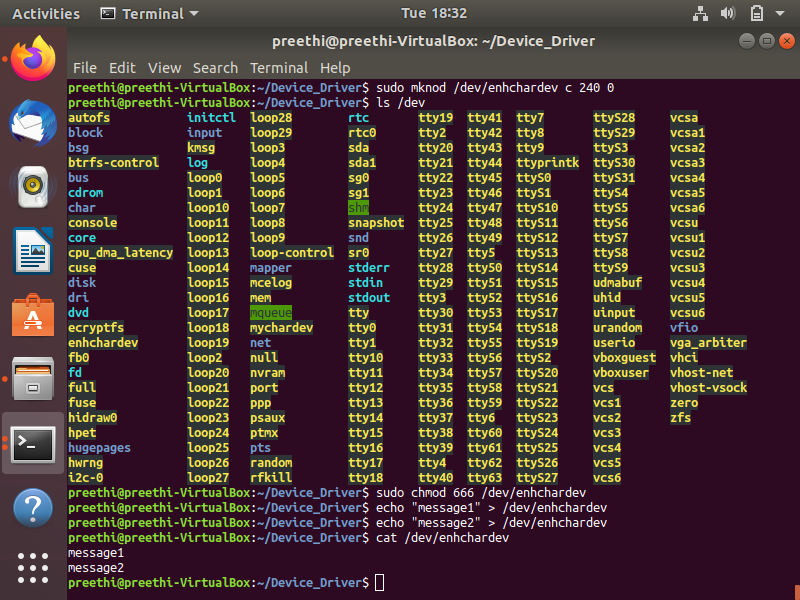 Activities Terminal Tue 18:32
preethi@preethi-VirtualBox: ~/Device_Driver
File Edit View Search Terminal Help
preethi@preethi-VirtualBox:~/Device_Driver$ sudo mknod /dev/enhchardev c 240 0
preethi@preethi-VirtualBox:~/Device_Driver$ ls /dev
autofs initctl loop28 rtc tty19 tty41 tty7 ttyS28 vcsa
block input loop29 rtc0 tty2 tty42 tty8 ttyS29 vcsa1
bsg kmsg loop3 sda tty20 tty43 tty9 ttyS3 vcsa2
btrfs-control log loop4 sda1 tty21 tty44 ttyprintk ttyS30 vcsa3
bus loop0 loop5 sg0 tty22 tty45 ttyS0 ttyS31 vcsa4
cdrom loop1 loop6 sg1 tty23 tty46 ttyS1 ttyS4 vcsa5
char loop10 loop7 shm tty24 tty47 ttyS10 ttyS5 vcsa6
console loop11 loop8 snapshot tty25 tty48 ttyS11 ttyS6 vcsu
core loop12 loop9 snd tty26 tty49 ttyS12 ttyS7 vcsu1
cpu_dma_latency loop13 loop-control sr0 tty27 tty5 ttyS13 ttyS8 vcsu2
cuse loop14 mapper stderr tty28 tty50 ttyS14 ttyS9 vcsu3
disk loop15 mcelog stdin tty29 tty51 ttyS15 udmabuf vcsu4
dri loop16 mem stdout tty3 tty52 ttyS16 uhid vcsu5
dvd loop17 mqueue tty tty30 tty53 ttyS17 uinput vcsu6
ecryptfs loop18 mychardev tty0 tty31 tty54 ttyS18 urandom vfio
enhchardev loop19 net tty1 tty32 tty55 ttyS19 userio vga_arbiter
fb0 loop2 null tty10 tty33 tty56 ttyS2 vboxguest vhci
fd loop20 nvram tty11 tty34 tty57 ttyS20 vboxuser vhost-net
full loop21 port tty12 tty35 tty58 ttyS21 vcs vhost-vsock
fuse loop22 ppp tty13 tty36 tty59 ttyS22 vcs1 zero
hidraw0 loop23 psaux tty14 tty37 tty6 ttyS23 vcs2 zfs
hpet loop24 ptmx tty15 tty38 tty60 ttyS24 vcs3
hugepages loop25 pts tty16 tty39 tty61 ttyS25 vcs4
hwrng loop26 random tty17 tty4 tty62 ttyS26 vcs5
i2c-0 loop27 rfkill tty18 tty40 tty63 ttyS27 vcs6
preethi@preethi-VirtualBox:~/Device_Driver$ sudo chmod 666 /dev/enhchardev
preethi@preethi-VirtualBox:~/Device_Driver$ echo "message1" > /dev/enhchardev
preethi@preethi-VirtualBox:~/Device_Driver$ echo "message2" > /dev/enhchardev
preethi@preethi-VirtualBox:~/Device_Driver$ cat /dev/enhchardev
message1
message2
preethi@preethi-VirtualBox:~/Device_Driver$